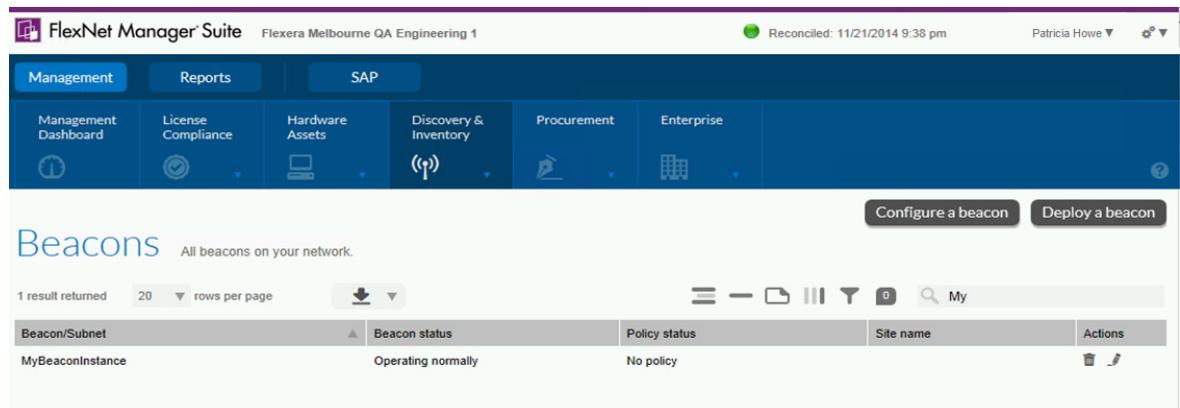 FlexNet Manager Suite Flexera Melbourne QA Engineering 1 Reconciled: 11/21/2014 9:38 pm Patricia Howe
Management Reports SAP
Management Dashboard License Compliance Hardware Assets Discovery & Inventory Procurement Enterprise
Configure a beacon Deploy a beacon
Beacons All beacons on your network.
1 result returned 20 rows per page 0 My
Beacon/Subnet Beacon status Policy status Site name Actions
MyBeaconInstance Operating normally No policy